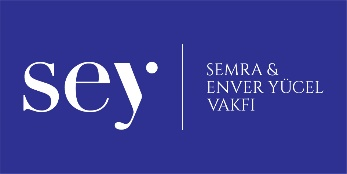 sey
SEMRA &
ENVER YÜCEL
VAKFI